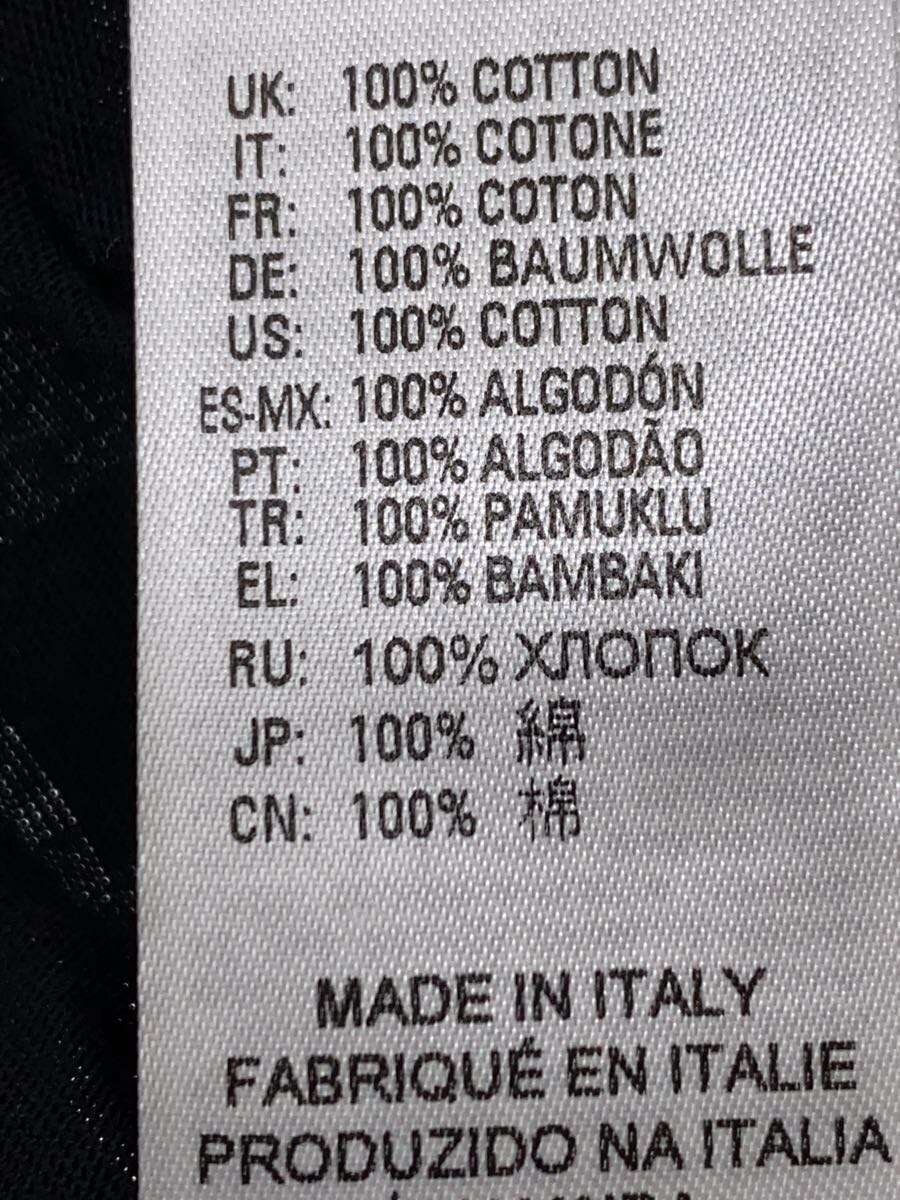 UK: 100% COTTON
IT: 100% COTONE
FR: 100% COTON
DE: 100% BAUMWOLLE
US: 100% COTTON
ES-MX: 100% ALGODÓN
PT: 100% ALGODÃO
TR: 100% PAMUKLU
EL: 100% BAMBAKI
RU: 100% ХЛОПОК
JP: 100% 綿
CN: 100% 棉
MADE IN ITALY
FABRIQUÉ EN ITALIE
PRODUZIDO NA ITALIA